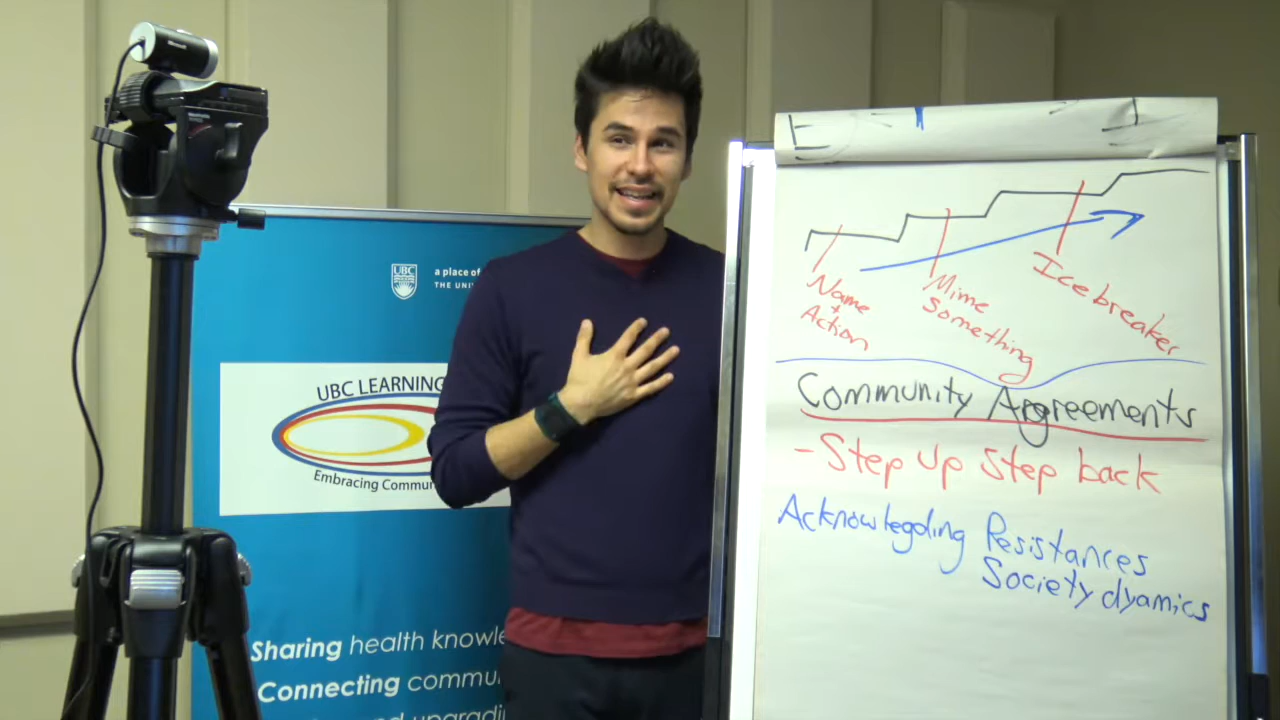 UBC
a place of
THE UNI
UBC LEARNING
Embracing Commun
Sharing health knowle
Connecting commu
Name
+
Action
Mime
Something
Icebreaker
Community Argreements
- Step Up Step back
Acknowlegding Resistances
Society dyamics